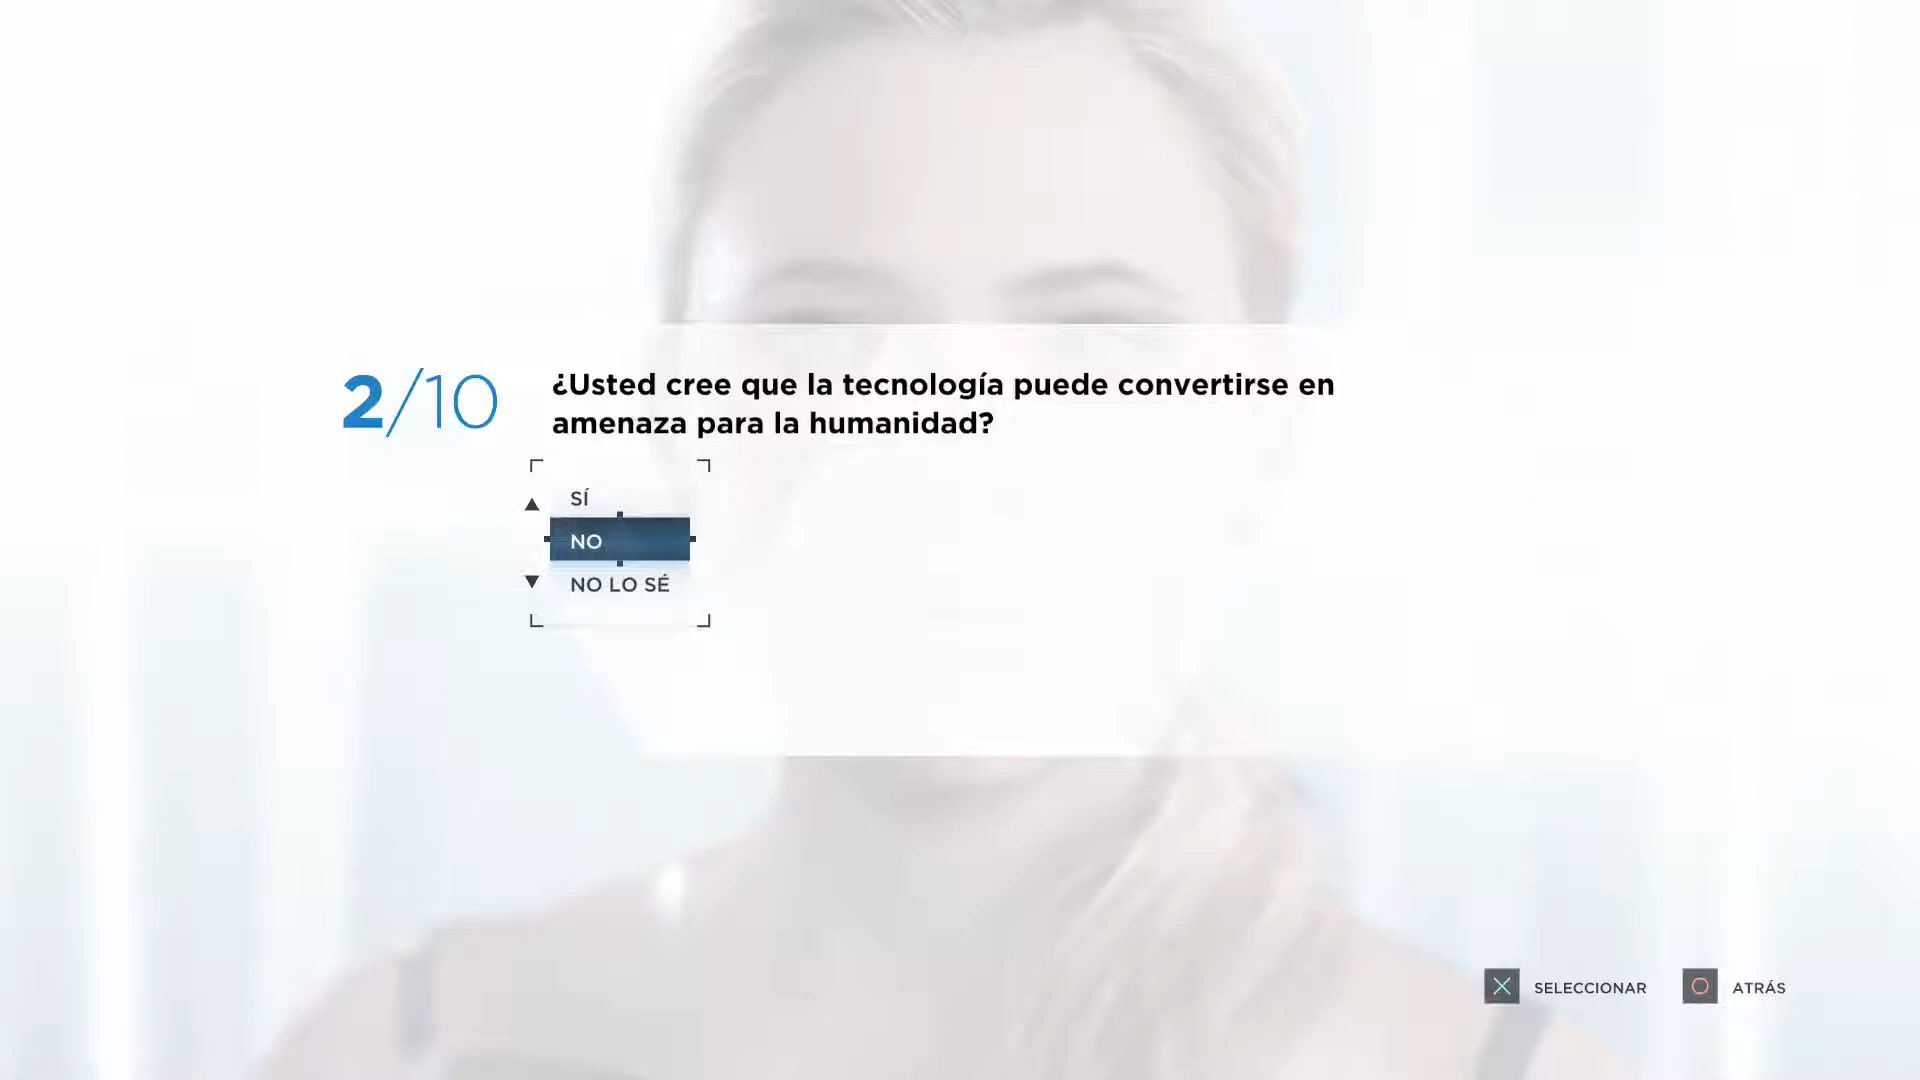 2/10
¿Usted cree que la tecnología puede convertirse en
amenaza para la humanidad?
SÍ
NO
NO LO SÉ
SELECCIONAR
ATRÁS